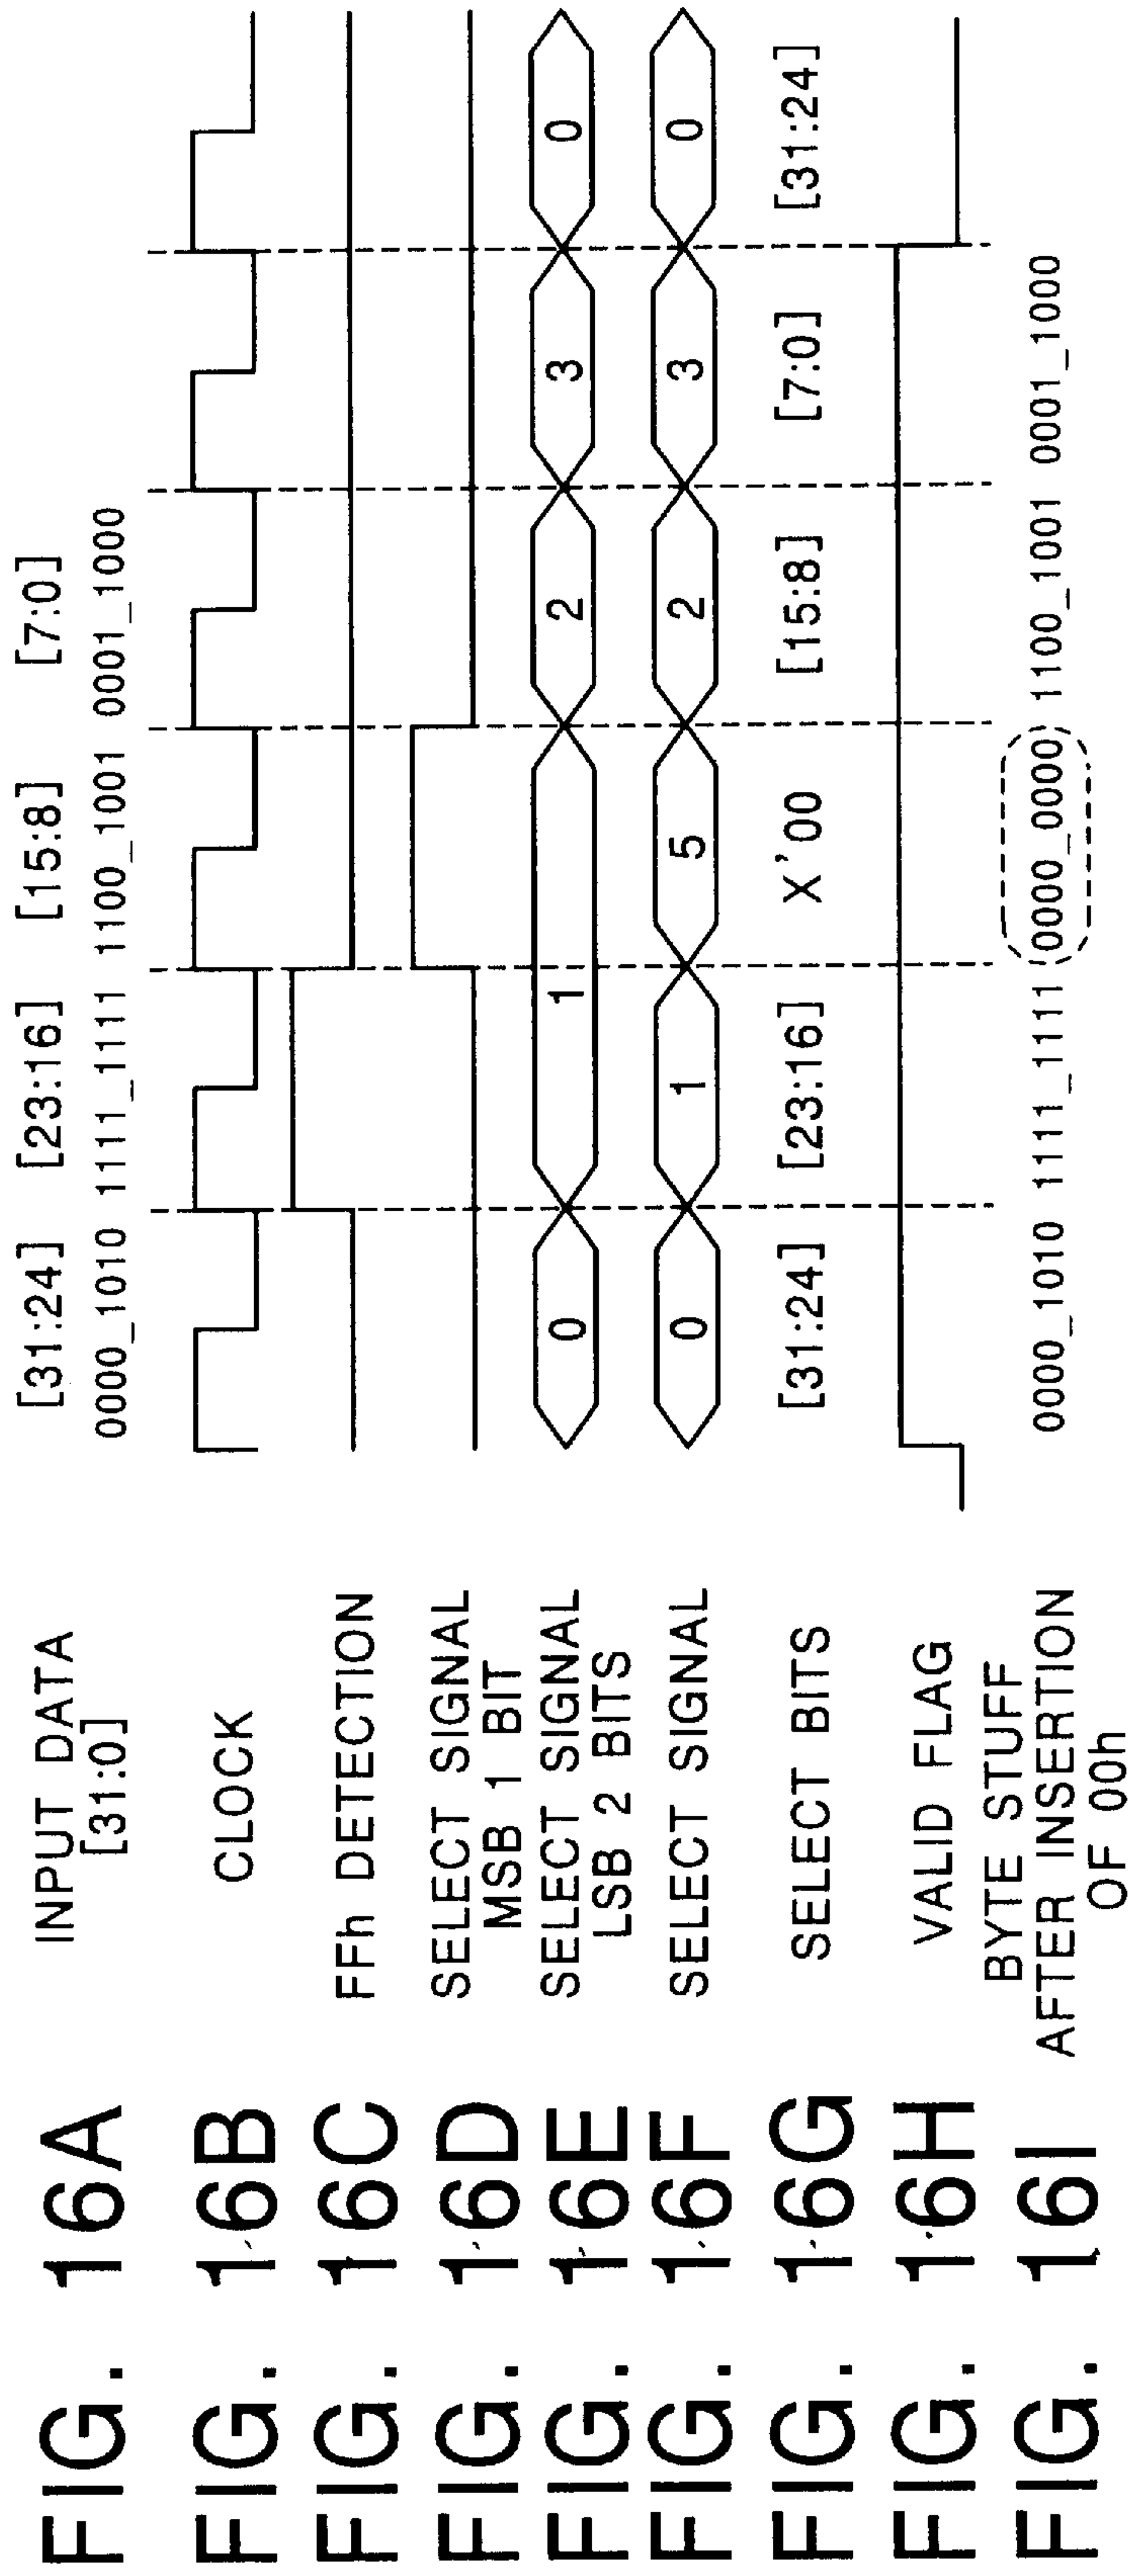 FIG. 16A INPUT DATA [31:0]
[31:24] [23:16] [15:8] [7:0]
0000_1010 1111_1111 1100_1001 0001_1000
FIG. 16B CLOCK
FIG. 16C FFh DETECTION
FIG. 16D SELECT SIGNAL MSB 1 BIT
FIG. 16E SELECT SIGNAL LSB 2 BITS
0 1 2 3 0
FIG. 16F SELECT SIGNAL
0 1 5 2 3 0
FIG. 16G SELECT BITS
[31:24] [23:16] X'00 [15:8] [7:0] [31:24]
FIG. 16H VALID FLAG
FIG. 16I BYTE STUFF AFTER INSERTION OF 00h
0000_1010 1111_1111 0000_0000 1100_1001 0001_1000